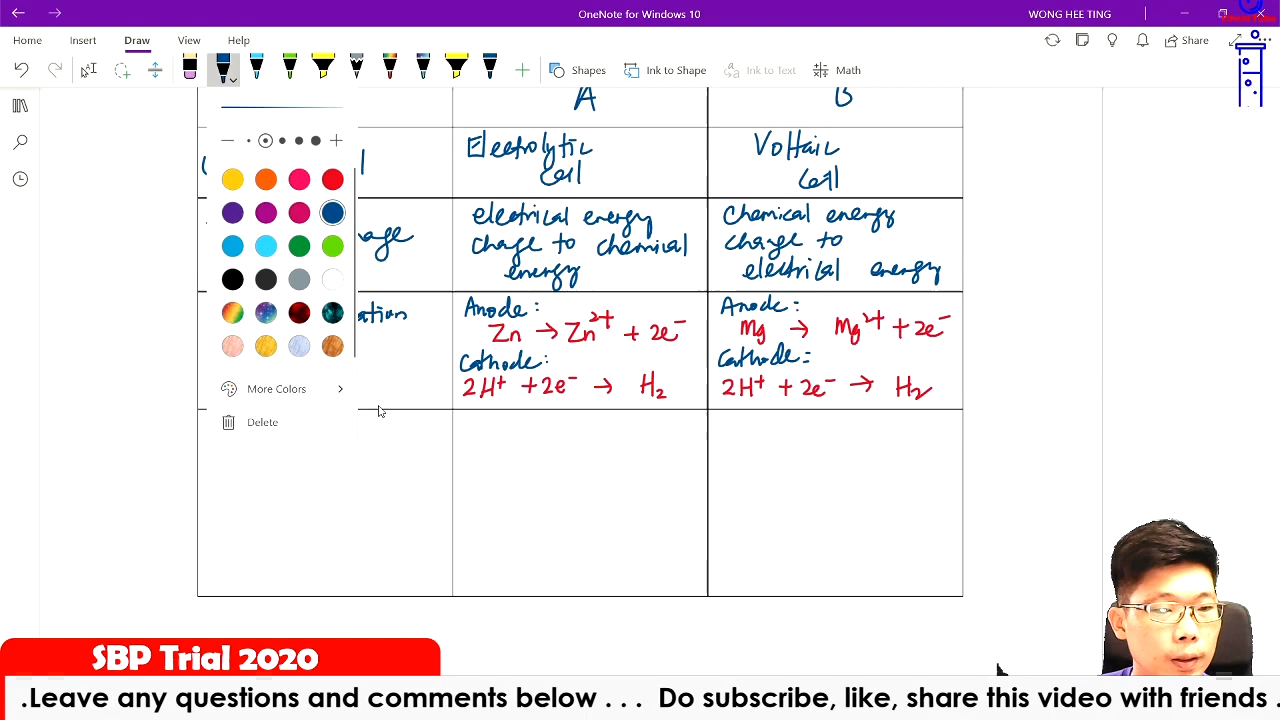 OneNote for Windows 10
WONG HEE TING
Home Insert Draw View Help
Share
Shapes Ink to Shape Ink to Text Math
A B
Electrolytic
Cell
Voltaic
Cell
electrical energy
chage to chemical
energy
Chemical energy
chage to
electrical energy
Anode:
Zn → Zn²⁺ + 2e⁻
Cathode:
2H⁺ + 2e⁻ → H₂
Anode:
Mg → Mg²⁺ + 2e⁻
Cathode:
2H⁺ + 2e⁻ → H₂
More Colors
Delete
SBP Trial 2020
.Leave any questions and comments below . . . Do subscribe, like, share this video with friends .